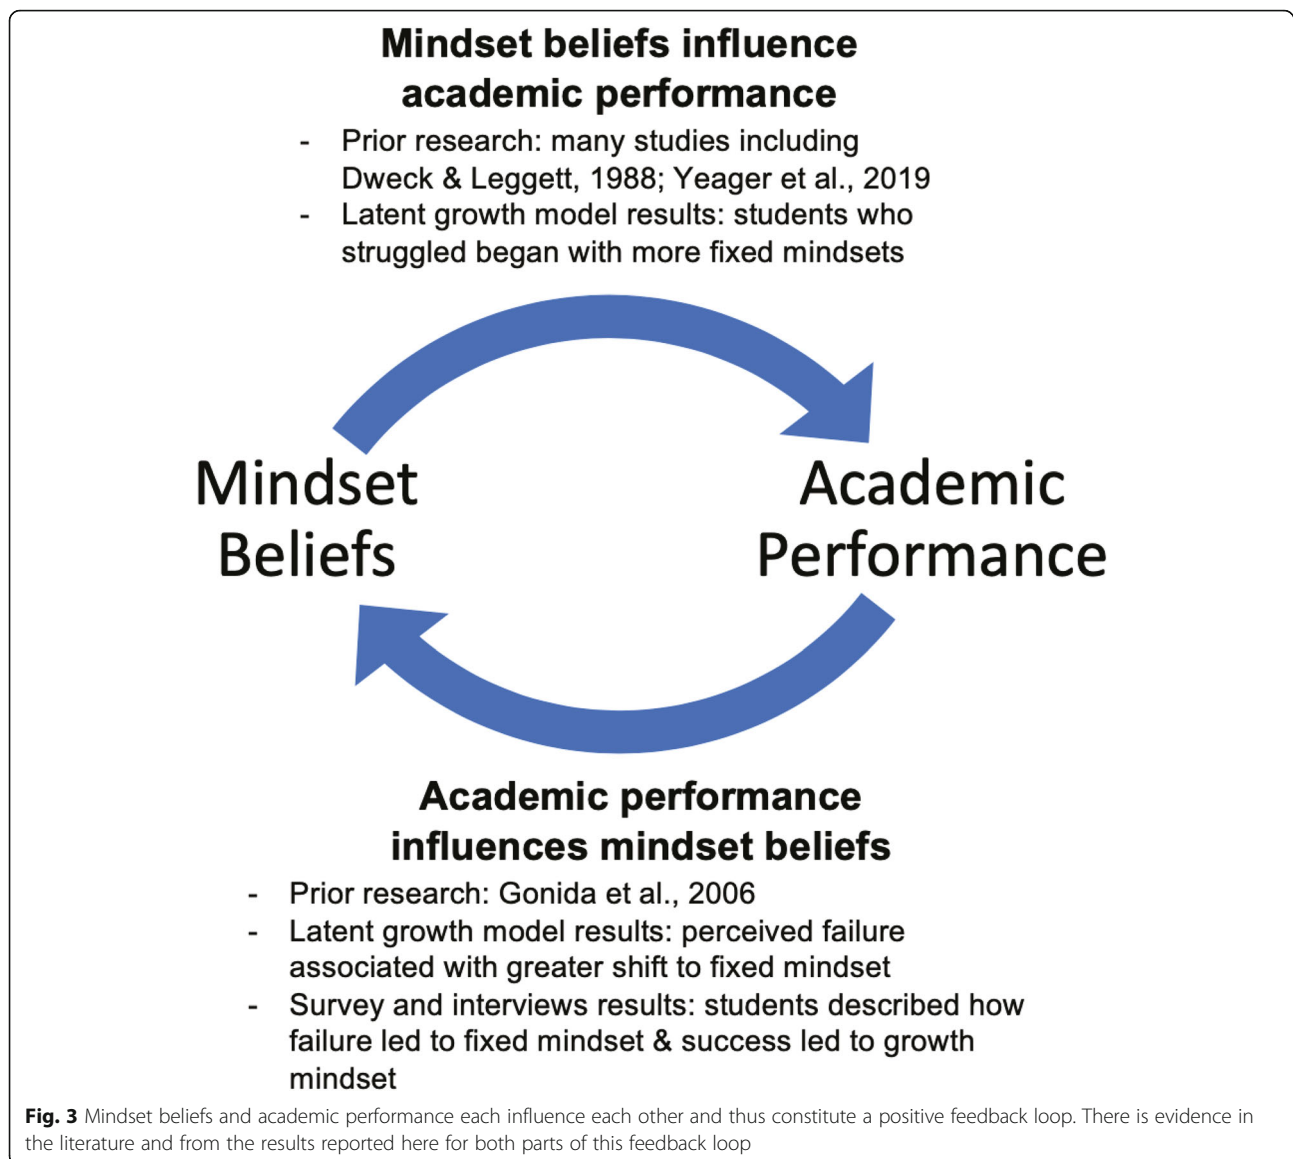 Mindset beliefs influence
academic performance
- Prior research: many studies including
Dweck & Leggett, 1988; Yeager et al., 2019
- Latent growth model results: students who
struggled began with more fixed mindsets
Mindset
Beliefs
Academic
Performance
Academic performance
influences mindset beliefs
- Prior research: Gonida et al., 2006
- Latent growth model results: perceived failure
associated with greater shift to fixed mindset
- Survey and interviews results: students described how
failure led to fixed mindset & success led to growth
mindset
Fig. 3 Mindset beliefs and academic performance each influence each other and thus constitute a positive feedback loop. There is evidence in
the literature and from the results reported here for both parts of this feedback loop